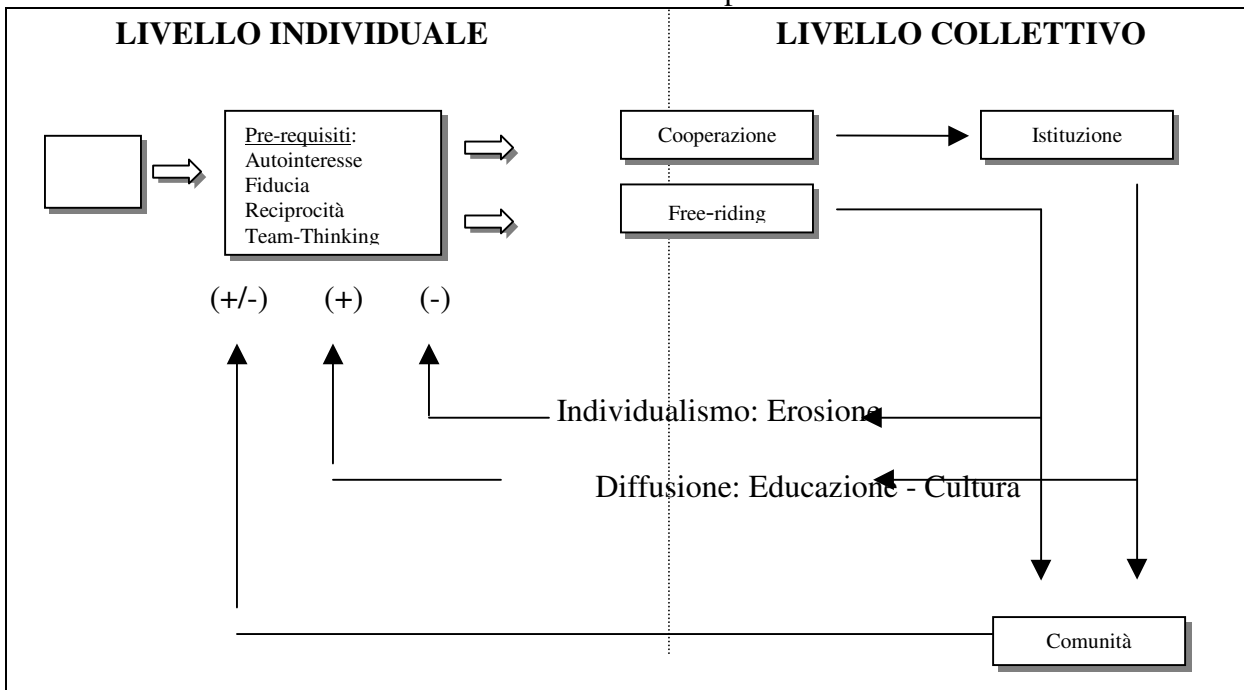 LIVELLO INDIVIDUALE
LIVELLO COLLETTIVO
Pre-requisiti:
Autointeresse
Fiducia
Reciprocità
Team-Thinking
Cooperazione
Istituzione
Free-riding
(+/-) (+) (-)
Individualismo: Erosione
Diffusione: Educazione - Cultura
Comunità